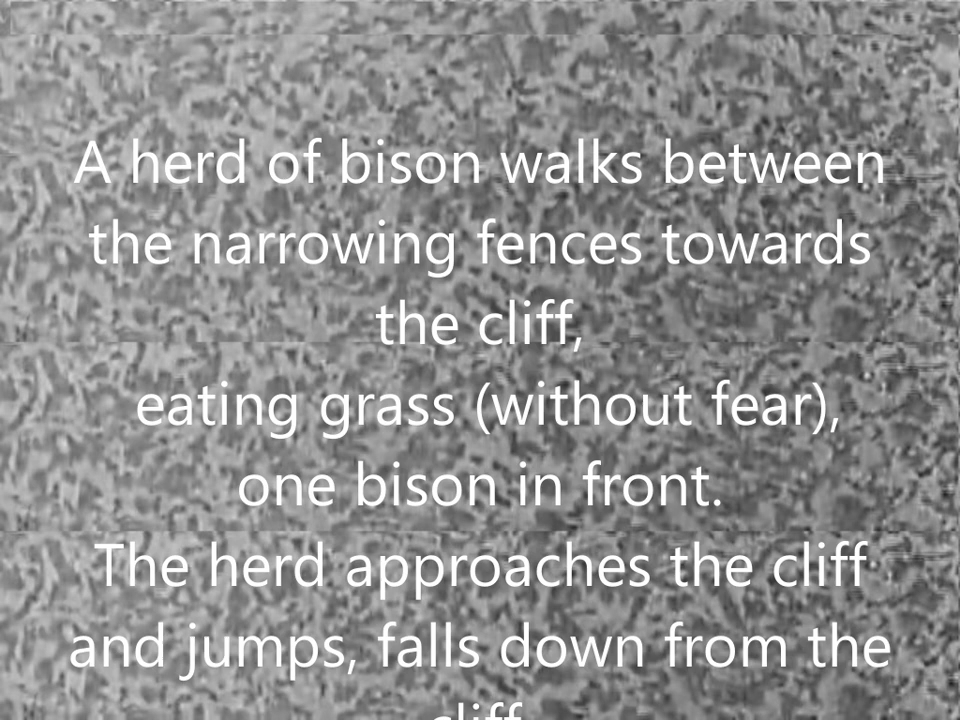 A herd of bison walks between
the narrowing fences towards
the cliff,
eating grass (without fear),
one bison in front.
The herd approaches the cliff
and jumps, falls down from the
cliff